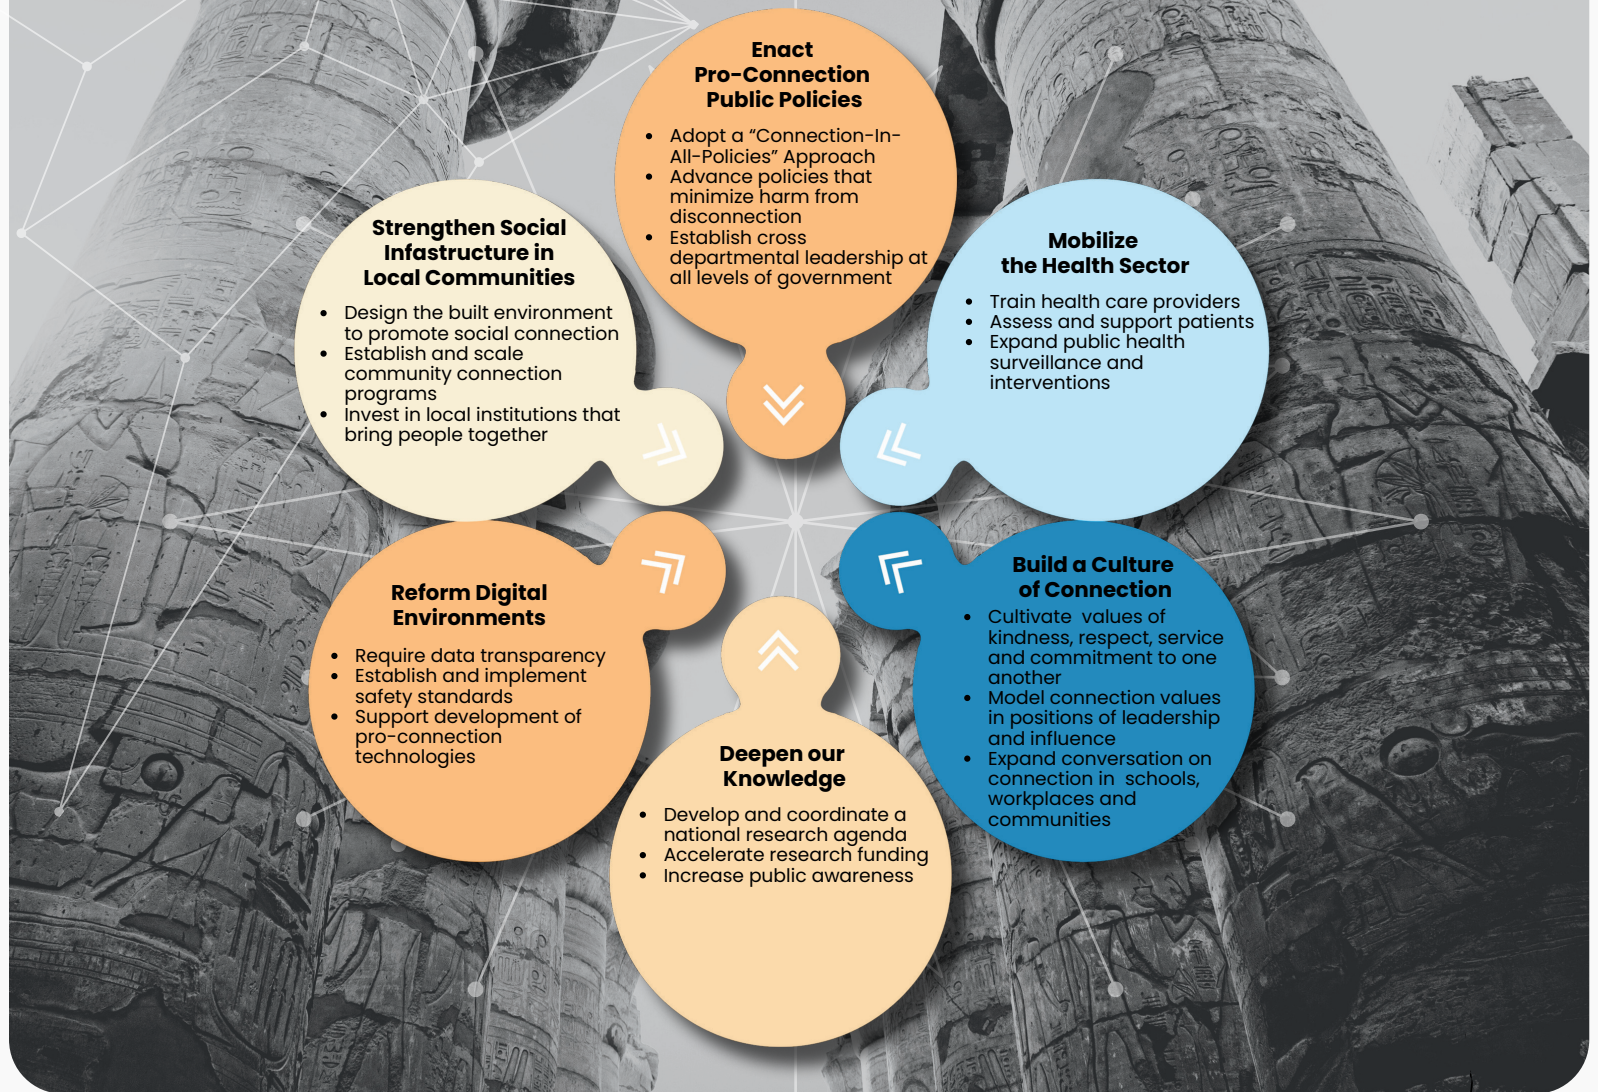 Enact
Pro-Connection
Public Policies
• Adopt a “Connection-In-
All-Policies” Approach
• Advance policies that
minimize harm from
disconnection
• Establish cross
departmental leadership at
all levels of government
Strengthen Social
Infastructure in
Local Communities
• Design the built environment
to promote social connection
• Establish and scale
community connection
programs
• Invest in local institutions that
bring people together
Mobilize
the Health Sector
• Train health care providers
• Assess and support patients
• Expand public health
surveillance and
interventions
Reform Digital
Environments
• Require data transparency
• Establish and implement
safety standards
• Support development of
pro-connection
technologies
Build a Culture
of Connection
• Cultivate  values of
kindness, respect, service
and commitment to one
another
• Model connection values
in positions of leadership
and influence
• Expand conversation on
connection in  schools,
workplaces and
communities
Deepen our
Knowledge
• Develop and coordinate a
national research agenda
• Accelerate research funding
• Increase public awareness